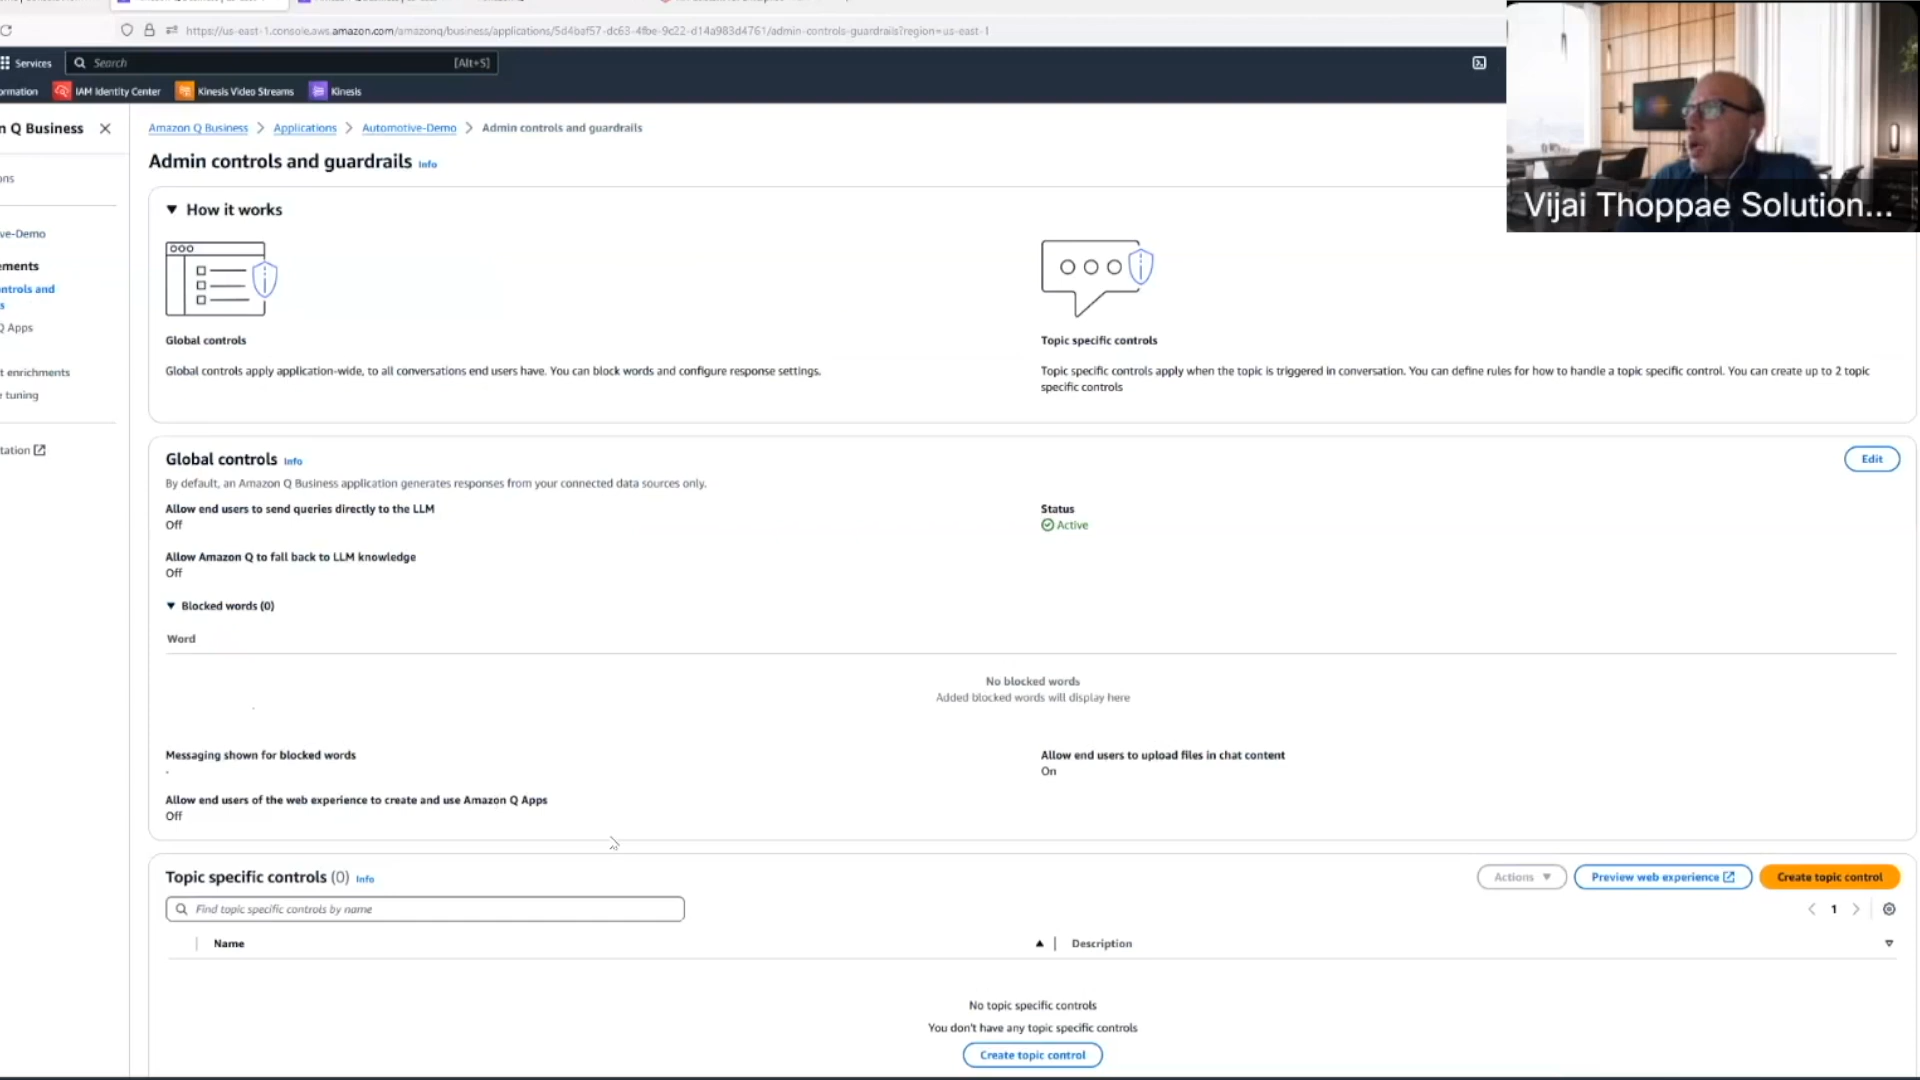 https://us-east-1.console.aws.amazon.com/amazonq/business/applications/5d4baf57-dc63-4fbe-9c22-d14a983d4761/admin-controls-guardrails?region=us-east-1
Services
Search
[Alt+S]
ormation
IAM Identity Center
Kinesis Video Streams
Kinesis
n Q Business
ons
ve-Demo
ements
ntrols and
s
Q Apps
t enrichments
e tuning
tation
Amazon Q Business > Applications > Automotive-Demo > Admin controls and guardrails
Admin controls and guardrails Info
Vijai Thoppae Solution...
How it works
Global controls
Global controls apply application-wide, to all conversations end users have. You can block words and configure response settings.
Topic specific controls
Topic specific controls apply when the topic is triggered in conversation. You can define rules for how to handle a topic specific control. You can create up to 2 topic
specific controls
Global controls Info
Edit
By default, an Amazon Q Business application generates responses from your connected data sources only.
Allow end users to send queries directly to the LLM
Off
Status
Active
Allow Amazon Q to fall back to LLM knowledge
Off
Blocked words (0)
Word
No blocked words
Added blocked words will display here
Messaging shown for blocked words
-
Allow end users to upload files in chat content
On
Allow end users of the web experience to create and use Amazon Q Apps
Off
Topic specific controls (0) Info
Actions
Preview web experience
Create topic control
Find topic specific controls by name
1
Name
Description
No topic specific controls
You don't have any topic specific controls
Create topic control